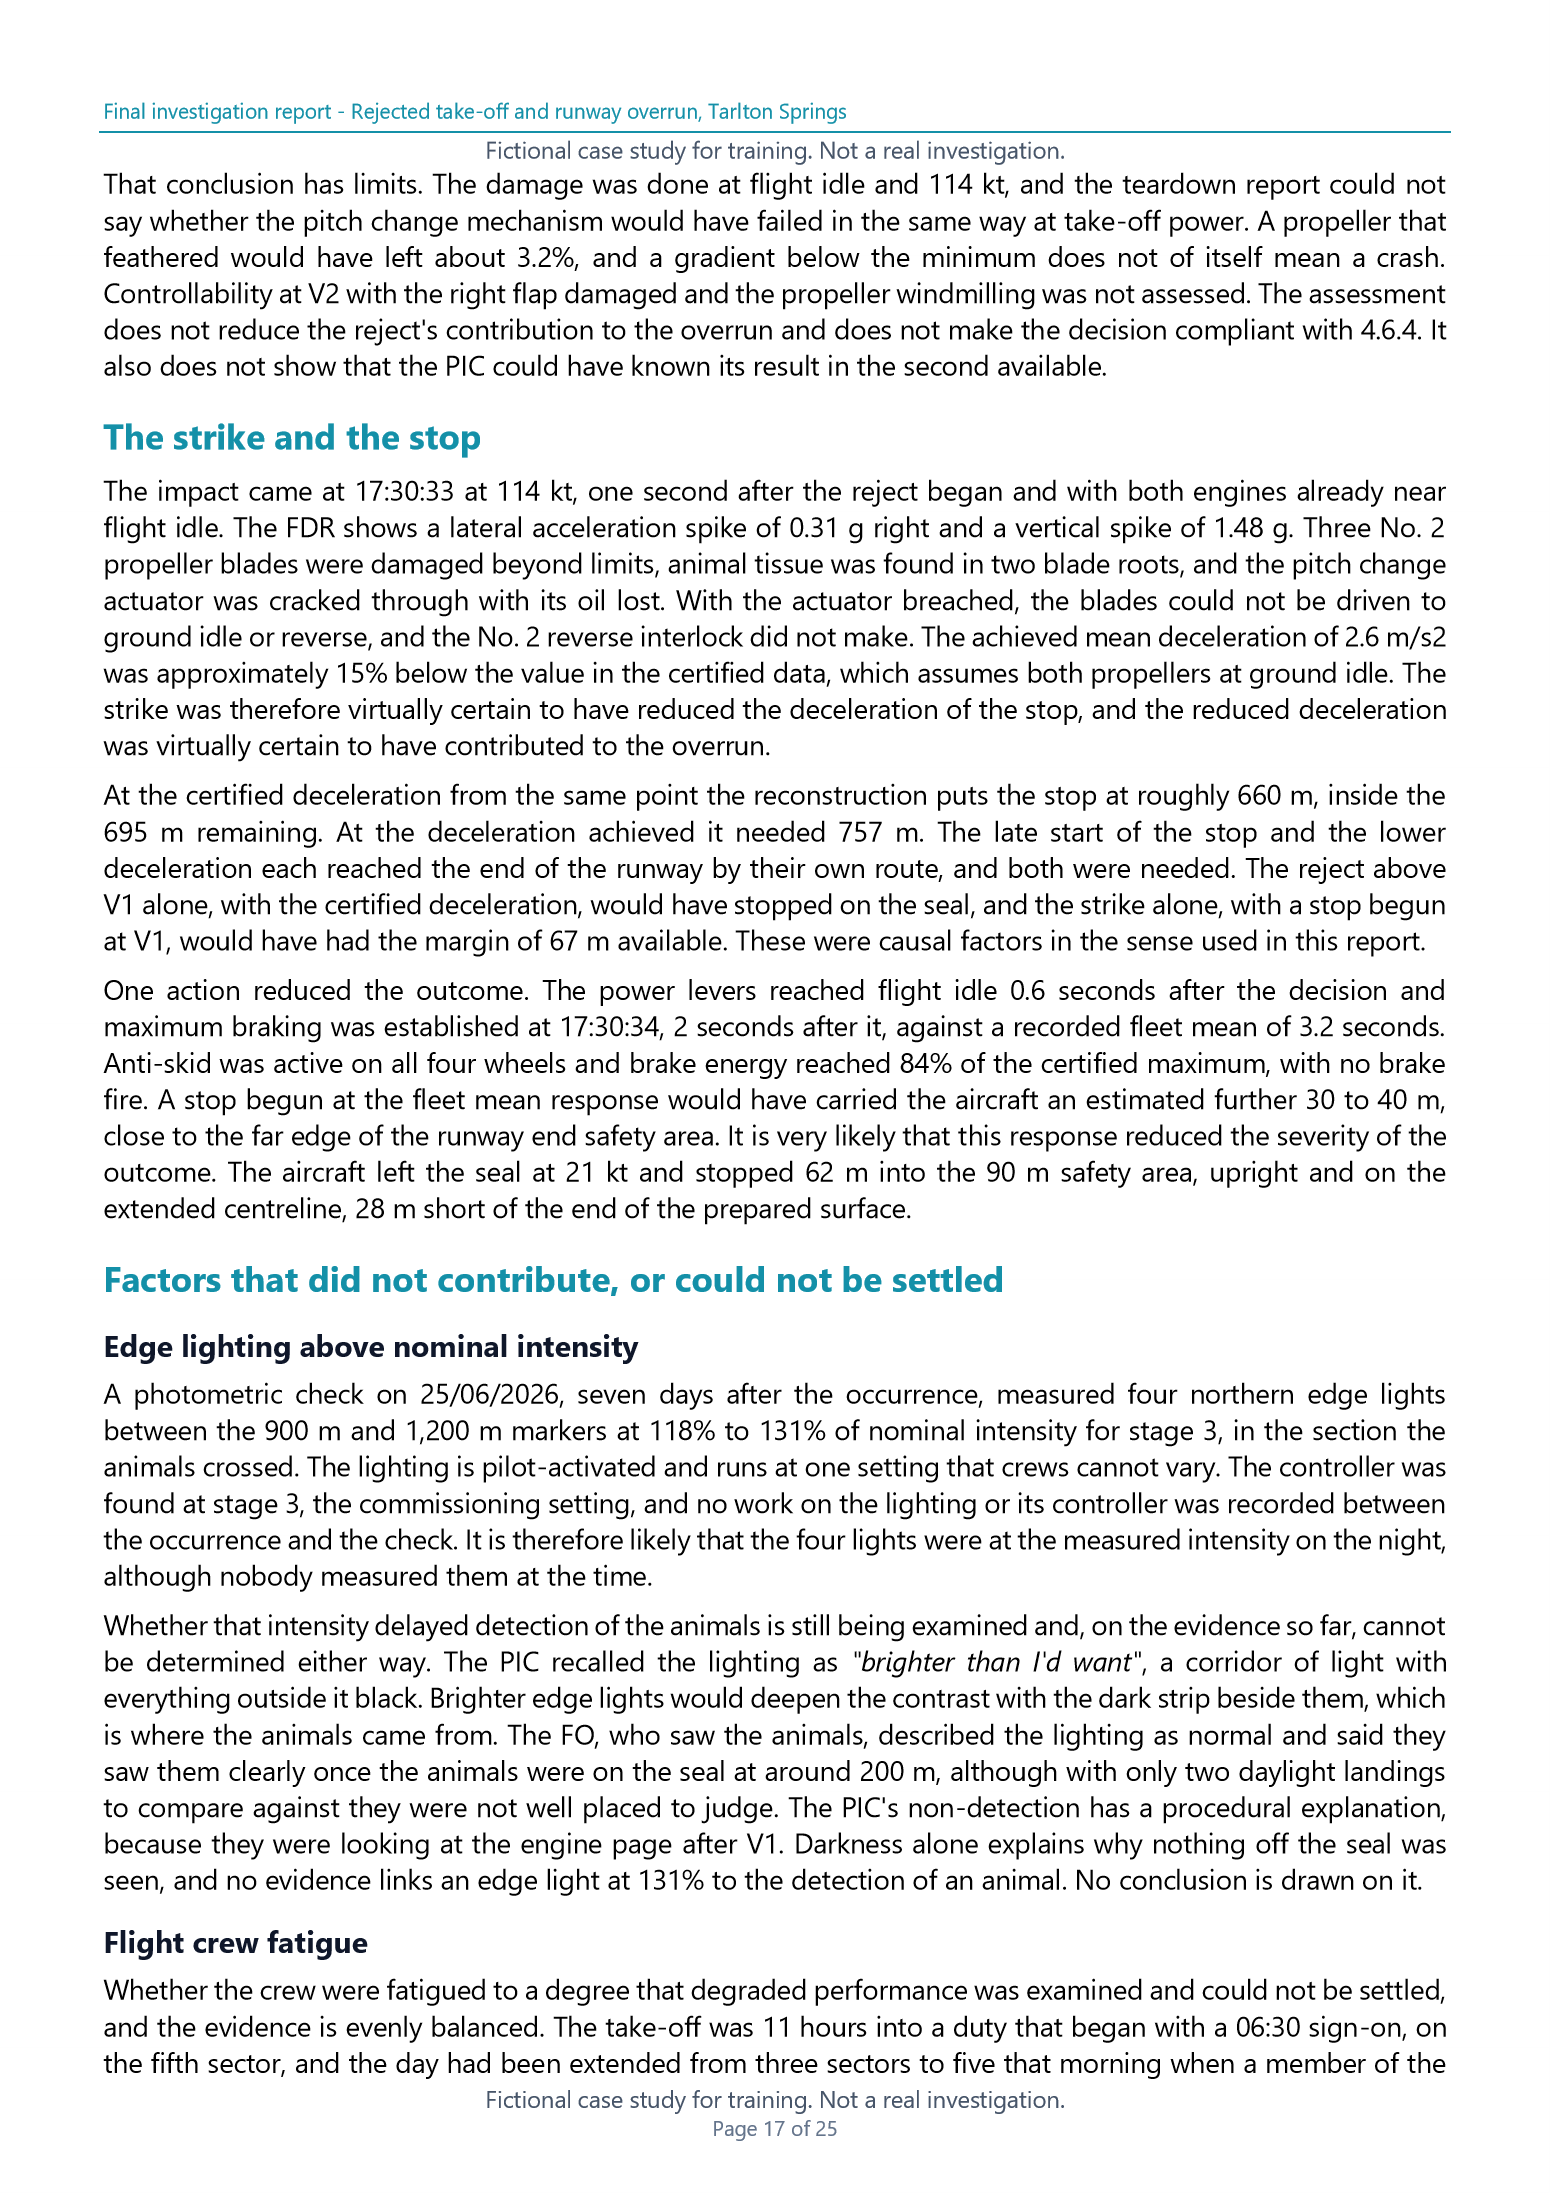 Final investigation report - Rejected take-off and runway overrun, Tarlton Springs
Fictional case study for training. Not a real investigation.
That conclusion has limits. The damage was done at flight idle and 114 kt, and the teardown report could not
say whether the pitch change mechanism would have failed in the same way at take-off power. A propeller that
feathered would have left about 3.2%, and a gradient below the minimum does not of itself mean a crash.
Controllability at V2 with the right flap damaged and the propeller windmilling was not assessed. The assessment
does not reduce the reject's contribution to the overrun and does not make the decision compliant with 4.6.4. It
also does not show that the PIC could have known its result in the second available.
The strike and the stop
The impact came at 17:30:33 at 114 kt, one second after the reject began and with both engines already near
flight idle. The FDR shows a lateral acceleration spike of 0.31 g right and a vertical spike of 1.48 g. Three No. 2
propeller blades were damaged beyond limits, animal tissue was found in two blade roots, and the pitch change
actuator was cracked through with its oil lost. With the actuator breached, the blades could not be driven to
ground idle or reverse, and the No. 2 reverse interlock did not make. The achieved mean deceleration of 2.6 m/s2
was approximately 15% below the value in the certified data, which assumes both propellers at ground idle. The
strike was therefore virtually certain to have reduced the deceleration of the stop, and the reduced deceleration
was virtually certain to have contributed to the overrun.
At the certified deceleration from the same point the reconstruction puts the stop at roughly 660 m, inside the
695 m remaining. At the deceleration achieved it needed 757 m. The late start of the stop and the lower
deceleration each reached the end of the runway by their own route, and both were needed. The reject above
V1 alone, with the certified deceleration, would have stopped on the seal, and the strike alone, with a stop begun
at V1, would have had the margin of 67 m available. These were causal factors in the sense used in this report.
One action reduced the outcome. The power levers reached flight idle 0.6 seconds after the decision and
maximum braking was established at 17:30:34, 2 seconds after it, against a recorded fleet mean of 3.2 seconds.
Anti-skid was active on all four wheels and brake energy reached 84% of the certified maximum, with no brake
fire. A stop begun at the fleet mean response would have carried the aircraft an estimated further 30 to 40 m,
close to the far edge of the runway end safety area. It is very likely that this response reduced the severity of the
outcome. The aircraft left the seal at 21 kt and stopped 62 m into the 90 m safety area, upright and on the
extended centreline, 28 m short of the end of the prepared surface.
Factors that did not contribute, or could not be settled
Edge lighting above nominal intensity
A photometric check on 25/06/2026, seven days after the occurrence, measured four northern edge lights
between the 900 m and 1,200 m markers at 118% to 131% of nominal intensity for stage 3, in the section the
animals crossed. The lighting is pilot-activated and runs at one setting that crews cannot vary. The controller was
found at stage 3, the commissioning setting, and no work on the lighting or its controller was recorded between
the occurrence and the check. It is therefore likely that the four lights were at the measured intensity on the night,
although nobody measured them at the time.
Whether that intensity delayed detection of the animals is still being examined and, on the evidence so far, cannot
be determined either way. The PIC recalled the lighting as "brighter than I'd want", a corridor of light with
everything outside it black. Brighter edge lights would deepen the contrast with the dark strip beside them, which
is where the animals came from. The FO, who saw the animals, described the lighting as normal and said they
saw them clearly once the animals were on the seal at around 200 m, although with only two daylight landings
to compare against they were not well placed to judge. The PIC's non-detection has a procedural explanation,
because they were looking at the engine page after V1. Darkness alone explains why nothing off the seal was
seen, and no evidence links an edge light at 131% to the detection of an animal. No conclusion is drawn on it.
Flight crew fatigue
Whether the crew were fatigued to a degree that degraded performance was examined and could not be settled,
and the evidence is evenly balanced. The take-off was 11 hours into a duty that began with a 06:30 sign-on, on
the fifth sector, and the day had been extended from three sectors to five that morning when a member of the
Fictional case study for training. Not a real investigation.
Page 17 of 25